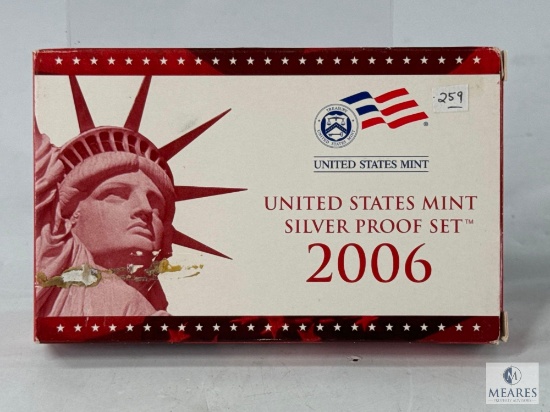 259
UNITED STATES MINT
UNITED STATES MINT
SILVER PROOF SET™
2006
MEARES